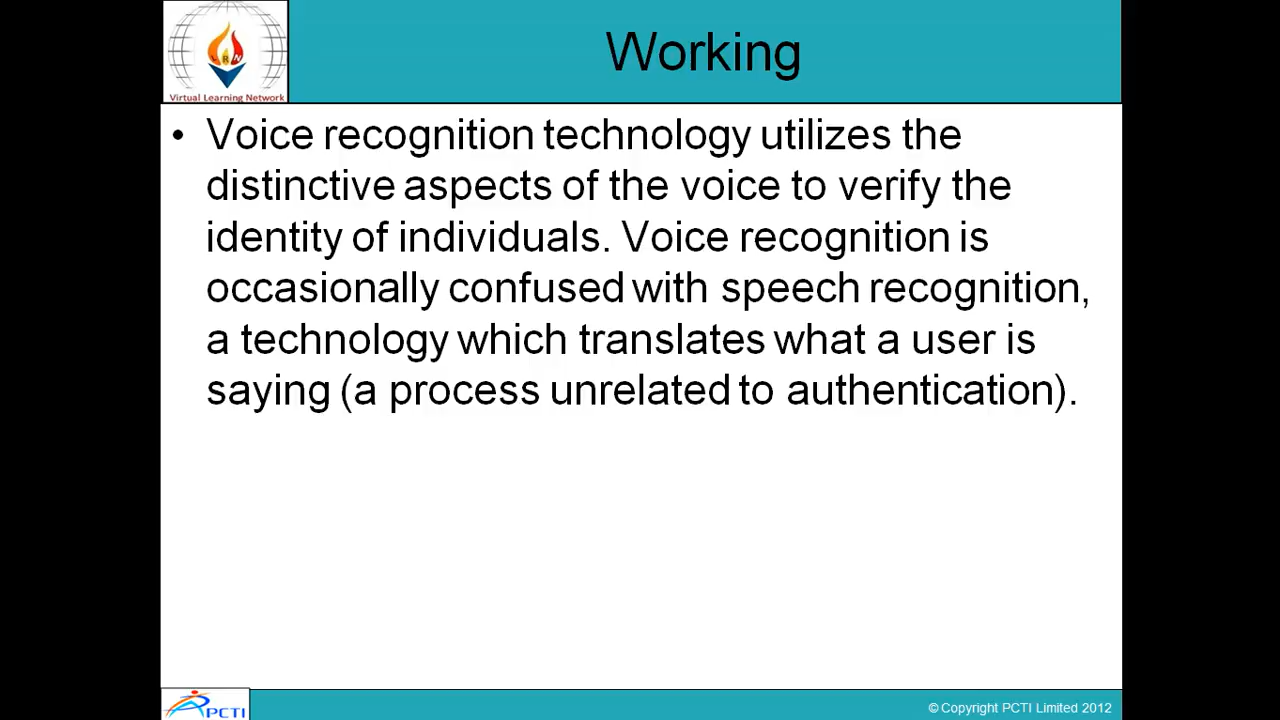 Working
LRN
Virtual Learning Network
• Voice recognition technology utilizes the
distinctive aspects of the voice to verify the
identity of individuals. Voice recognition is
occasionally confused with speech recognition,
a technology which translates what a user is
saying (a process unrelated to authentication).
PCTI
© Copyright PCTI Limited 2012